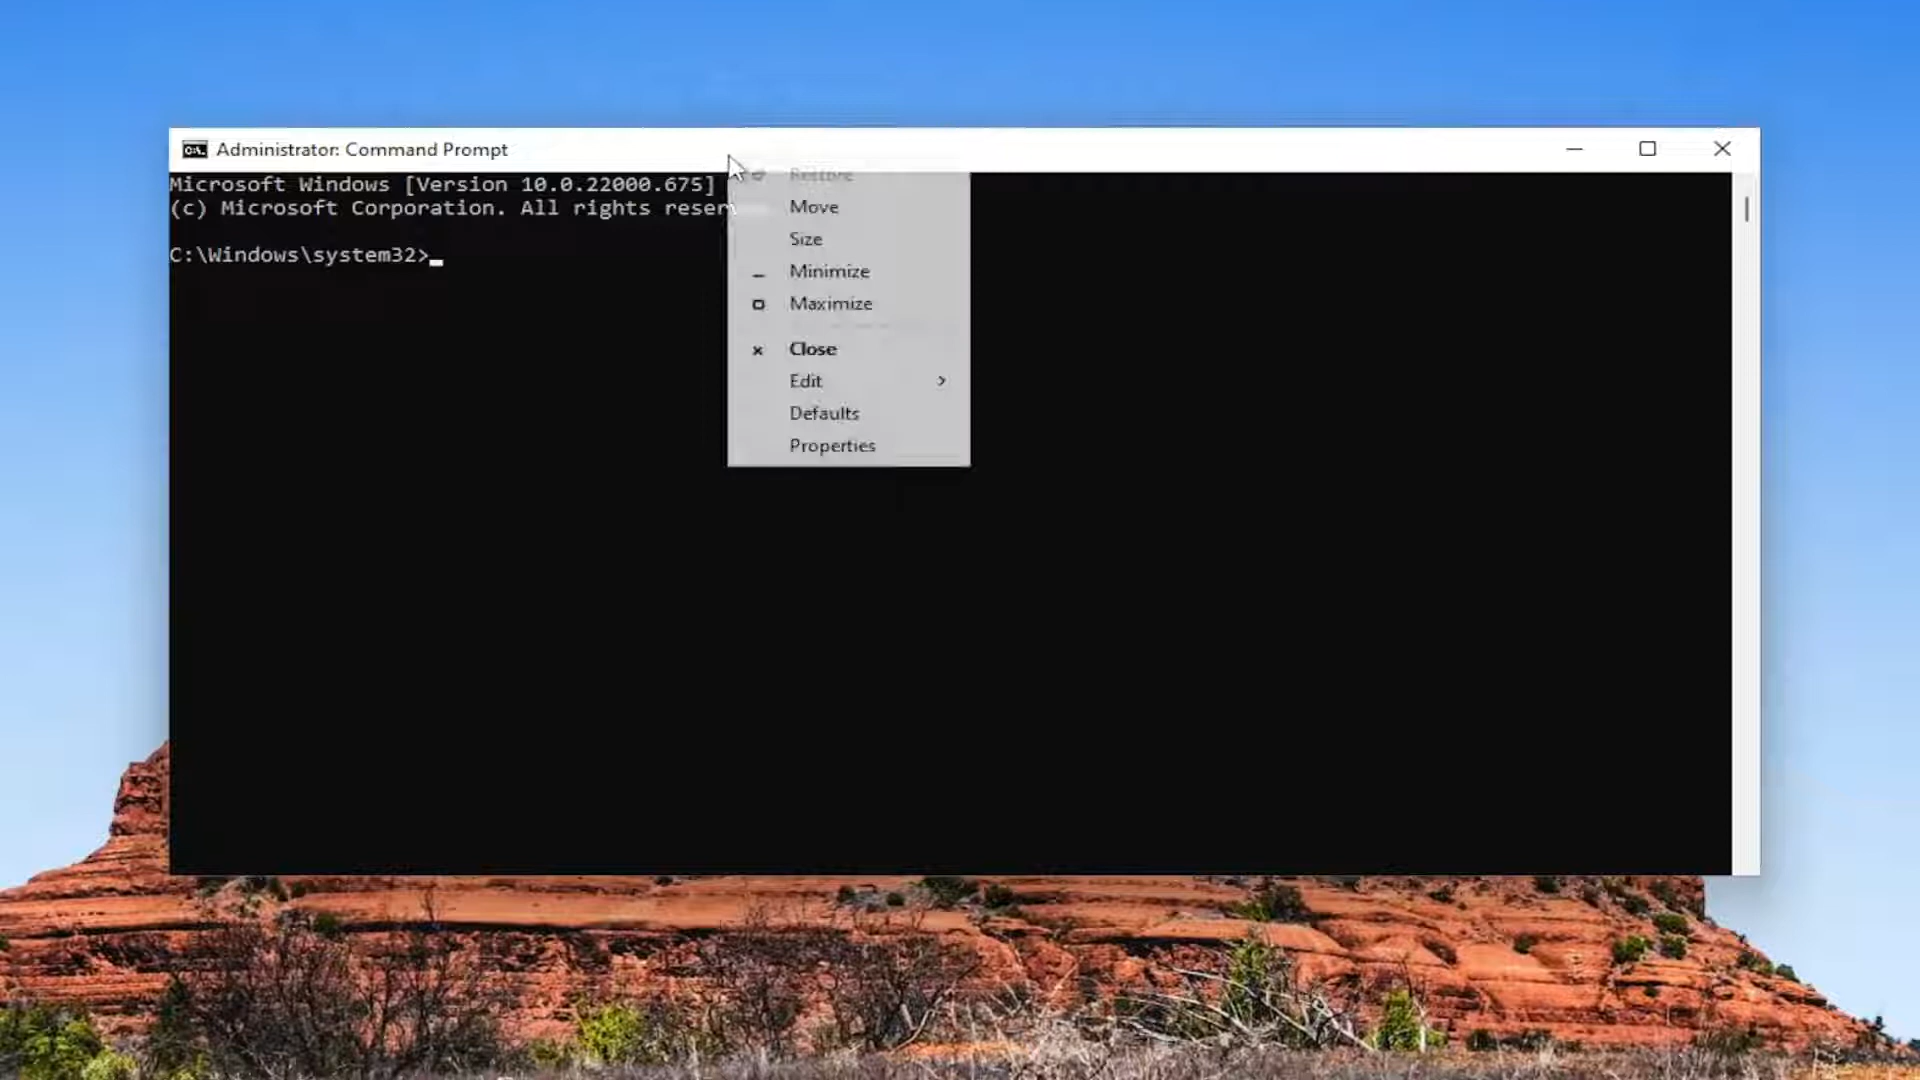 Administrator: Command Prompt
Microsoft Windows [Version 10.0.22000.675]
(c) Microsoft Corporation. All rights reser
C:\Windows\system32>
Restore
Move
Size
Minimize
Maximize
Close
Edit
Defaults
Properties